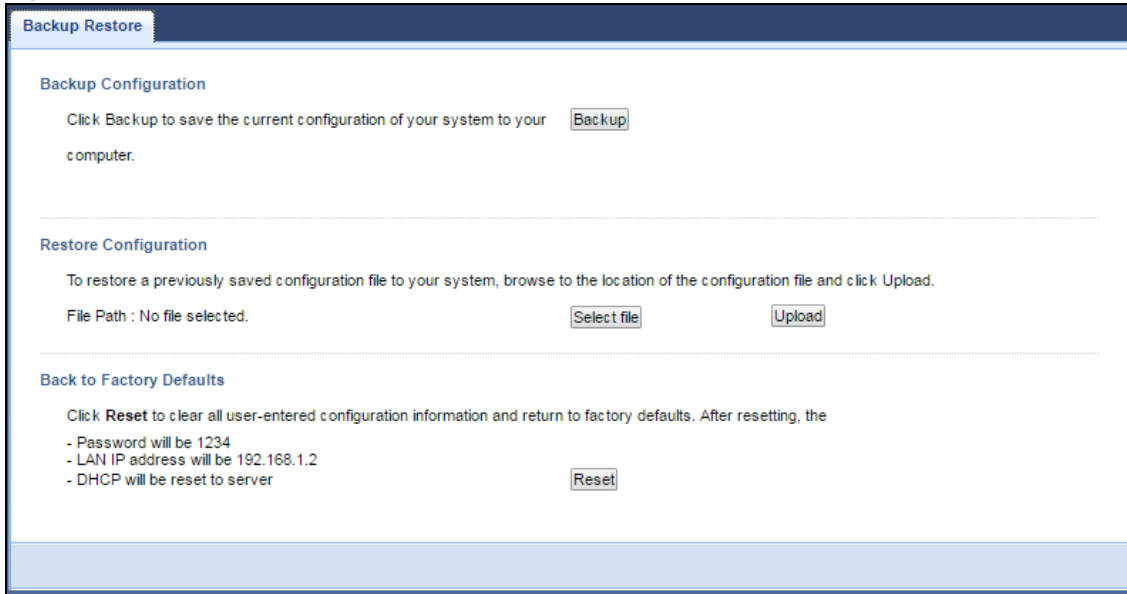 Backup Restore
Backup Configuration
Click Backup to save the current configuration of your system to your
Backup
computer.
Restore Configuration
To restore a previously saved configuration file to your system, browse to the location of the configuration file and click Upload.
File Path : No file selected.
Select file
Upload
Back to Factory Defaults
Click Reset to clear all user-entered configuration information and return to factory defaults. After resetting, the
- Password will be 1234
- LAN IP address will be 192.168.1.2
- DHCP will be reset to server
Reset